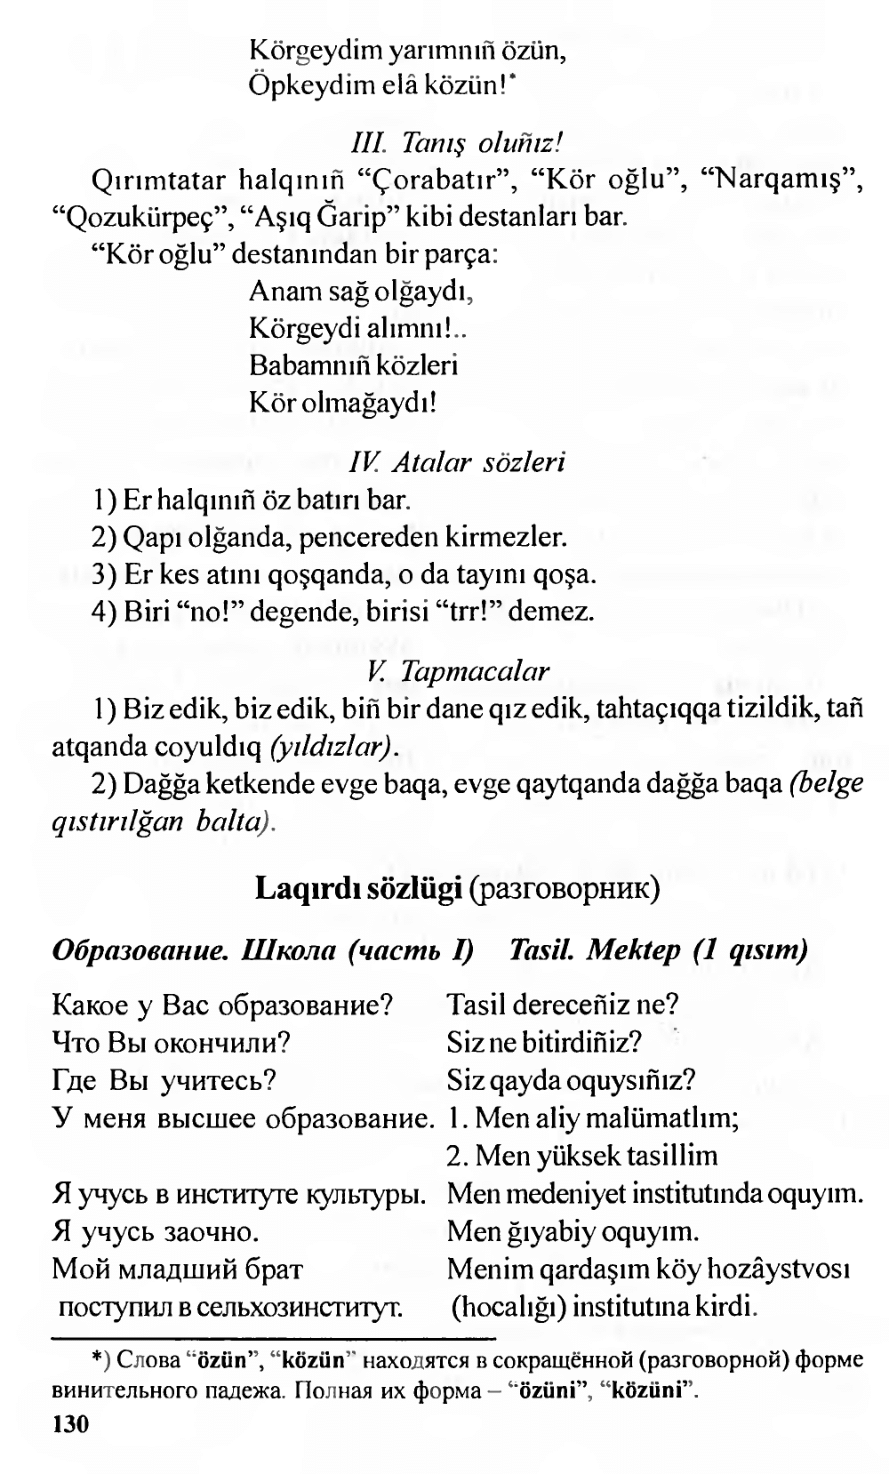 Körgeydim yarımnıñ özün,
Öpkeydim elâ közün!*
III. Tanış oluñız!
Qırımtatar halqınıñ “Çorabatır”, “Kör oğlu”, “Narqamış”,
“Qozukürpeç”, “Aşıq Ğarip” kibi destanları bar.
“Kör oğlu” destanından bir parça:
Anam sağ olğaydı,
Körgeydi alımnı!..
Babamnıñ közleri
Kör olmağaydı!
IV. Atalar sözleri
1) Er halqınıñ öz batırı bar.
2) Qapı olğanda, pencereden kirmezler.
3) Er kes atını qoşqanda, o da tayını qoşa.
4) Biri “no!” degende, birisi “trr!” demez.
V. Tapmacalar
1) Biz edik, biz edik, biñ bir dane qız edik, tahtaçıqqa tizildik, tañ
atqanda coyuldıq (yıldızlar).
2) Dağğa ketkende evge baqa, evge qaytqanda dağğa baqa (belge
qıstırılğan balta).
Laqırdı sözlügi (разговорник)
Образование. Школа (часть I) Tasil. Mektep (1 qısım)
Какое у Вас образование? Tasil dereceñiz ne?
Что Вы окончили? Siz ne bitirdiñiz?
Где Вы учитесь? Siz qayda oquysıñız?
У меня высшее образование. 1. Men aliy malümatlım;
2. Men yüksek tasillim
Я учусь в институте культуры. Men medeniyet institutında oquyım.
Я учусь заочно. Men ğıyabiy oquyım.
Мой младший брат Menim qardaşım köy hozâystvosı
поступил в сельхозинститут. (hocalığı) institutına kirdi.
*) Слова “özün”, “közün” находятся в сокращённой (разговорной) форме
винительного падежа. Полная их форма – “özüni”, “közüni”.
130